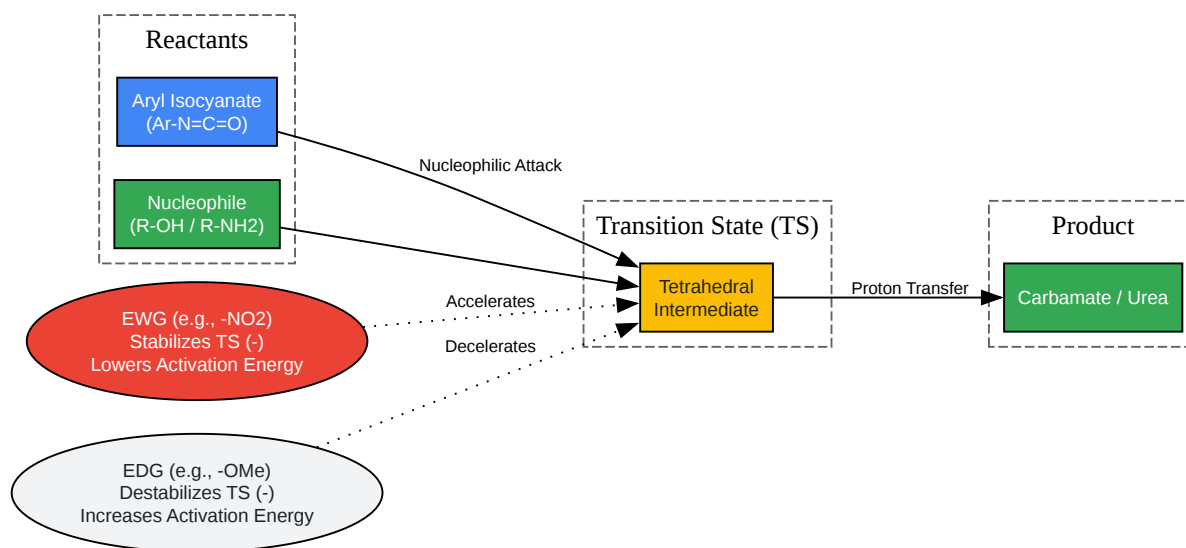 Reactants
Aryl Isocyanate
(Ar-N=C=O)
Nucleophilic Attack
Nucleophile
(R-OH / R-NH2)
Transition State (TS)
Tetrahedral
Intermediate
Proton Transfer
Product
Carbamate / Urea
Accelerates
EWG (e.g., -NO2)
Stabilizes TS (-)
Lowers Activation Energy
Decelerates
EDG (e.g., -OMe)
Destabilizes TS (-)
Increases Activation Energy